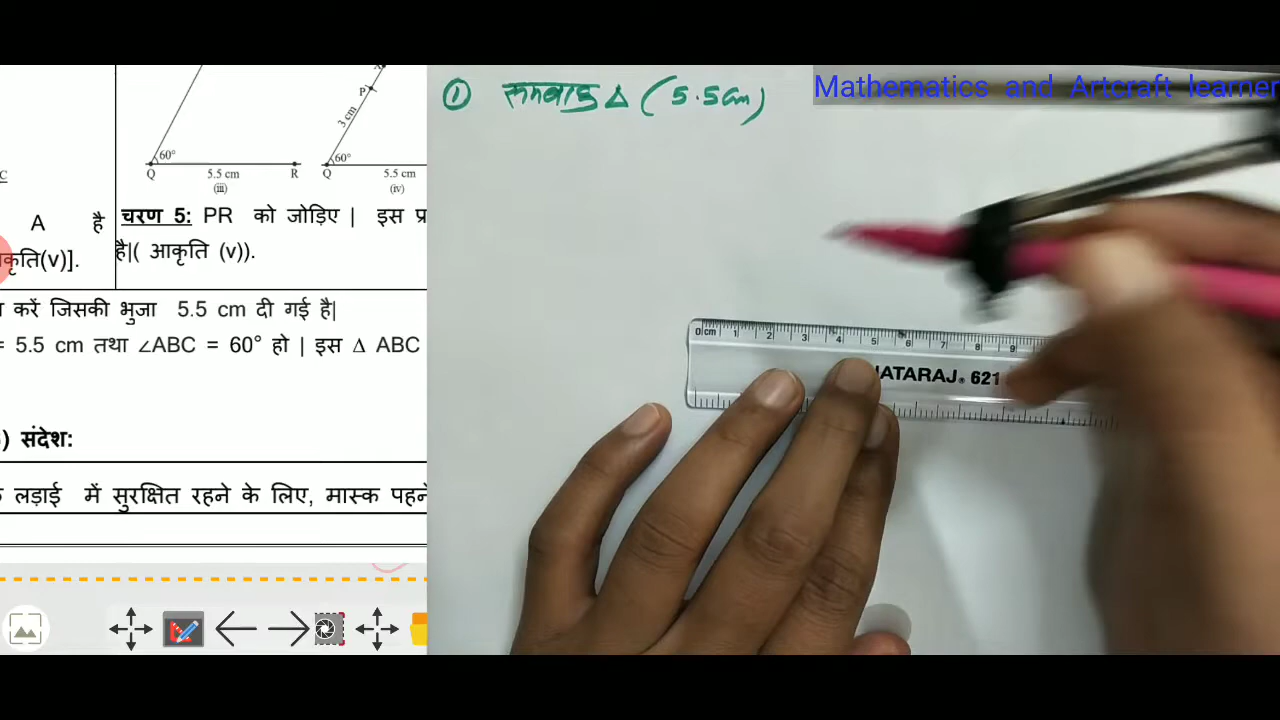 60°
Q
5.5 cm
R
(iii)
P
3 cm
60°
Q
5.5 cm
(iv)
C
A है
कृति(v)].
चरण 5: PR को जोड़िए | इस प्र
है|( आकृति (v)).
करें जिसकी भुजा 5.5 cm दी गई है|
= 5.5 cm तथा ∠ABC = 60° हो | इस Δ ABC
) संदेश:
लड़ाई में सुरक्षित रहने के लिए, मास्क पहन
① समबाहु Δ (5.5cm)
Mathematics and Artcraft learner
0 cm 1 2 3 4 5 6 7 8 9
NATARAJ® 621